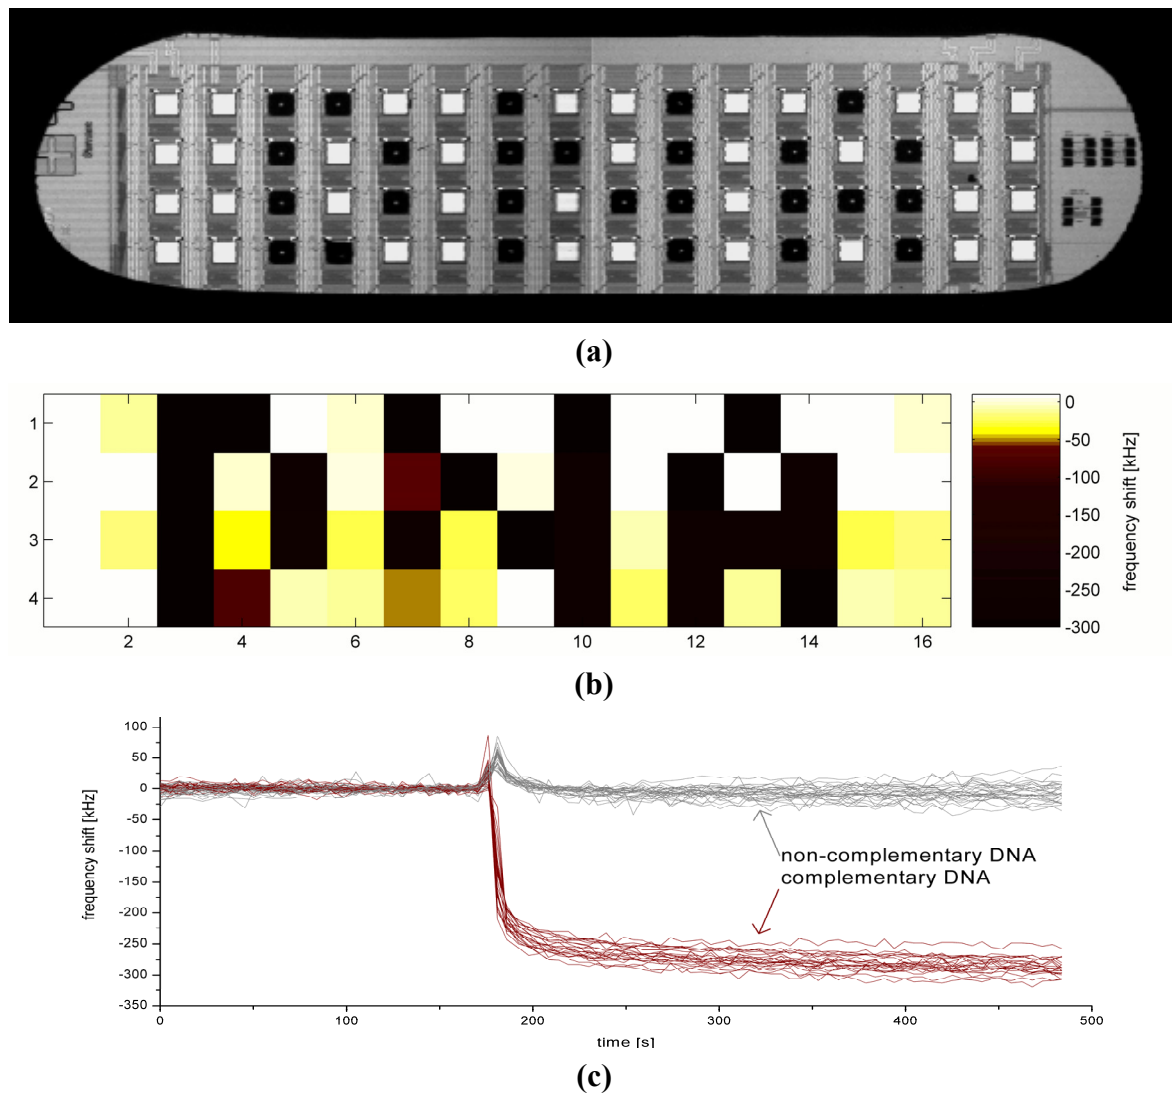 (a)
1
2
3
4
2 4 6 8 10 12 14 16
0
-50
-100
-150
-200
-250
-300
frequency shift [kHz]
(b)
100
50
0
-50
-100
-150
-200
-250
-300
-350
frequency shift [kHz]
non-complementary DNA
complementary DNA
0 100 200 300 400 500
time [s]
(c)